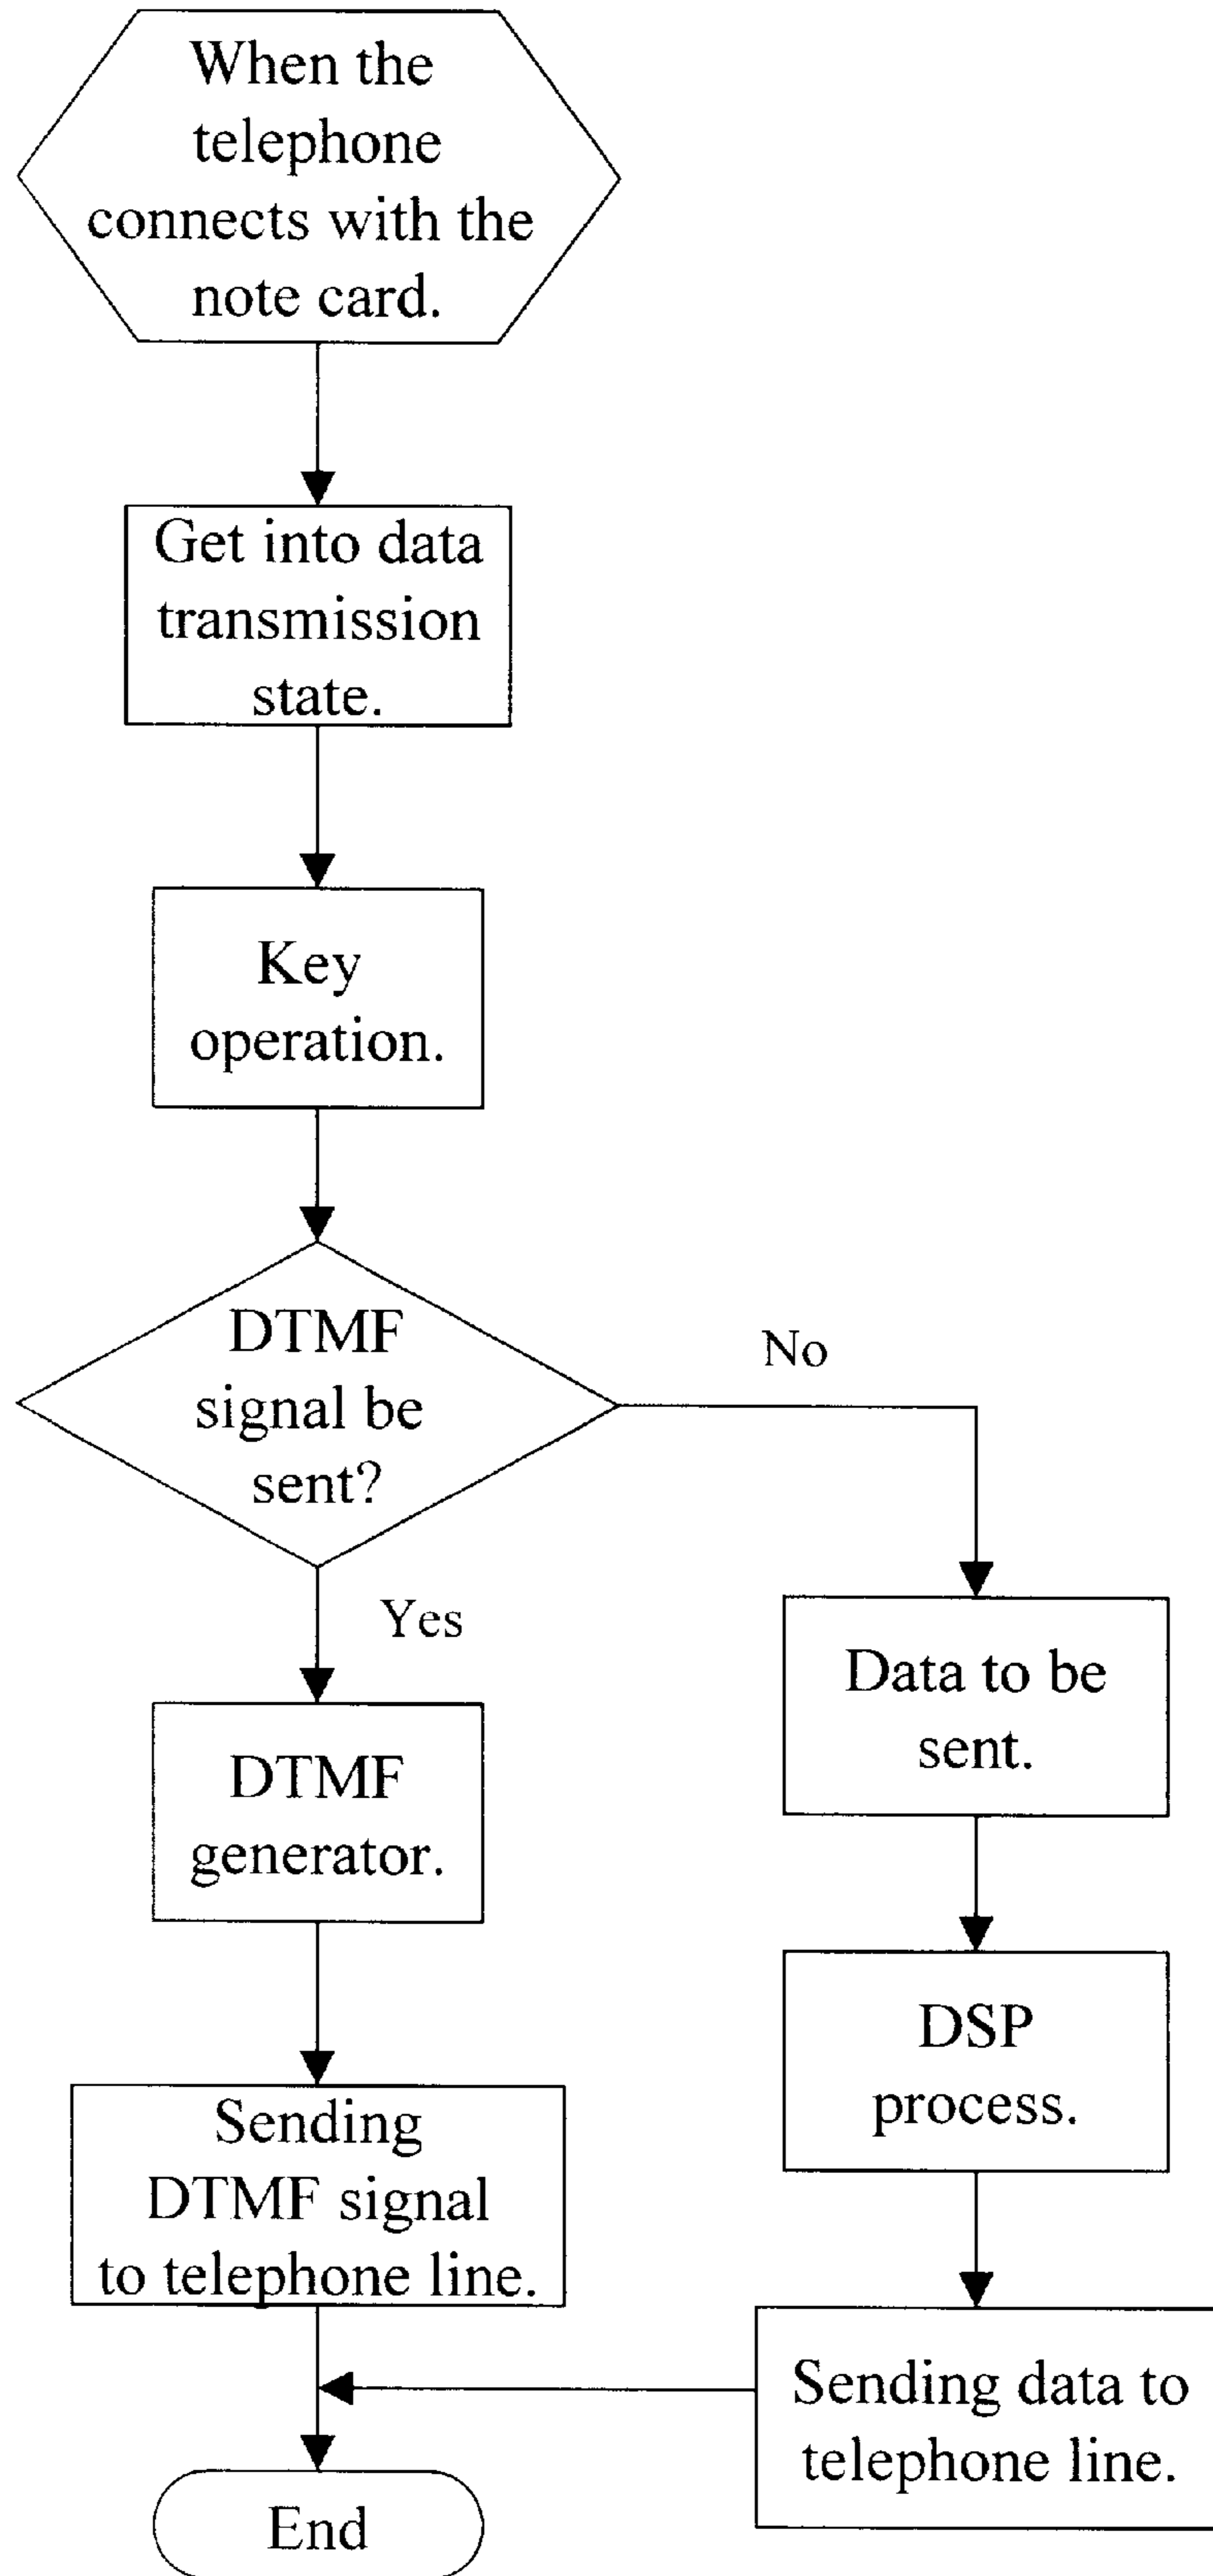 When the
telephone
connects with the
note card.
Get into data
transmission
state.
Key
operation.
DTMF
signal be
sent?
No
Yes
DTMF
generator.
Sending
DTMF signal
to telephone line.
Data to be
sent.
DSP
process.
Sending data to
telephone line.
End